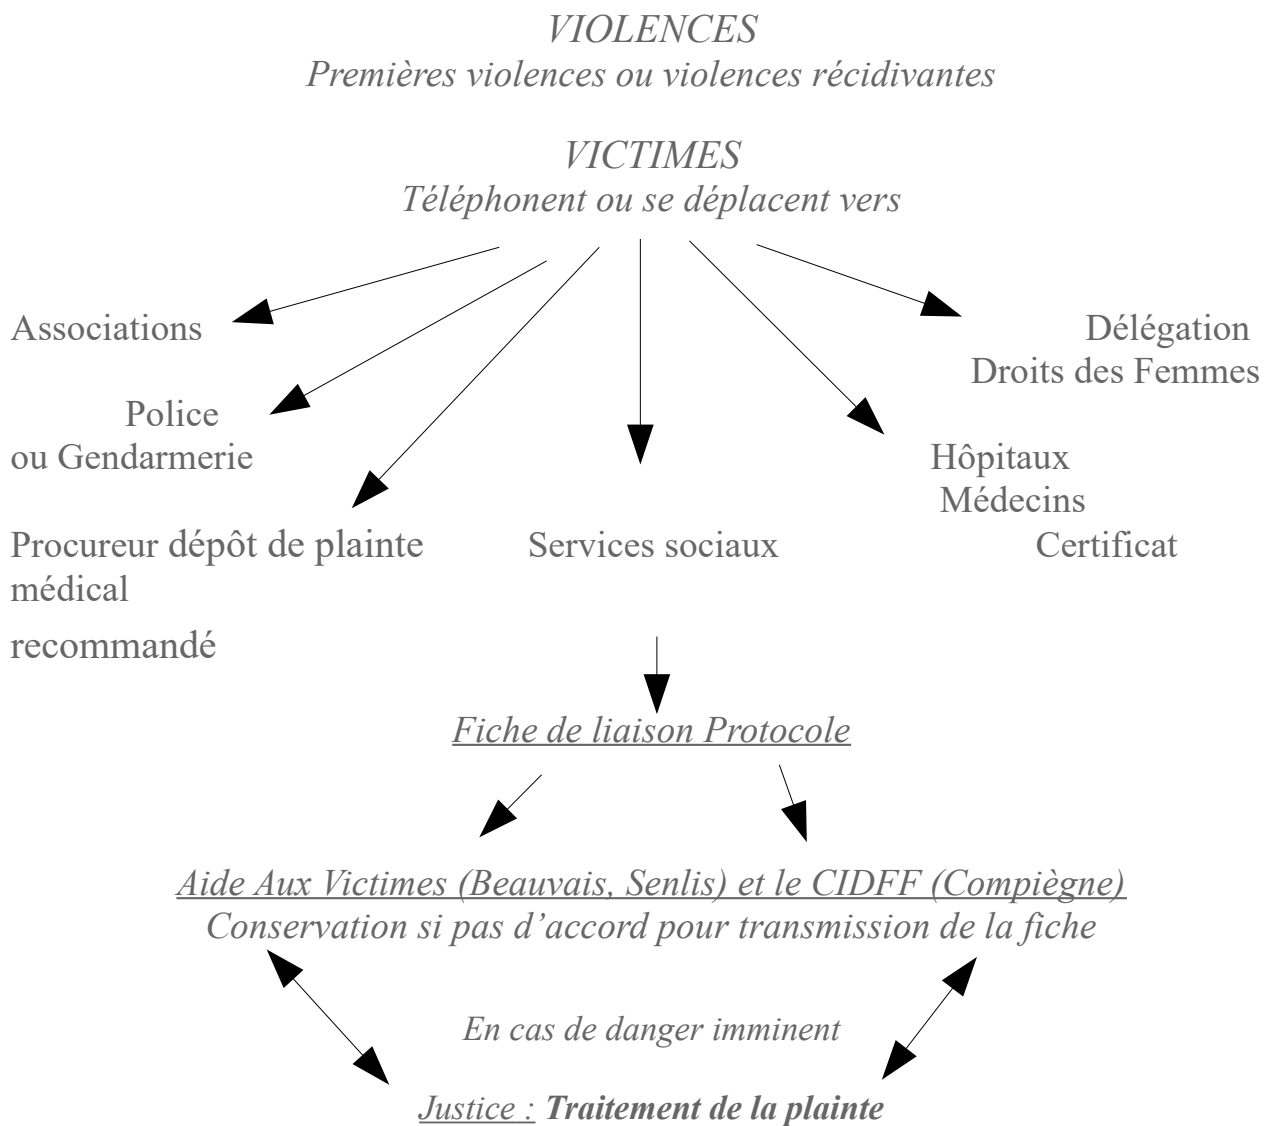 VIOLENCES
Premières violences ou violences récidivantes
VICTIMES
Téléphonent ou se déplacent vers
Associations
Délégation
Droits des Femmes
Police
ou Gendarmerie
Hôpitaux
Médecins
Procureur dépôt de plainte Services sociaux Certificat
médical
recommandé
Fiche de liaison Protocole
Aide Aux Victimes (Beauvais, Senlis) et le CIDFF (Compiègne)
Conservation si pas d’accord pour transmission de la fiche
En cas de danger imminent
Justice : Traitement de la plainte